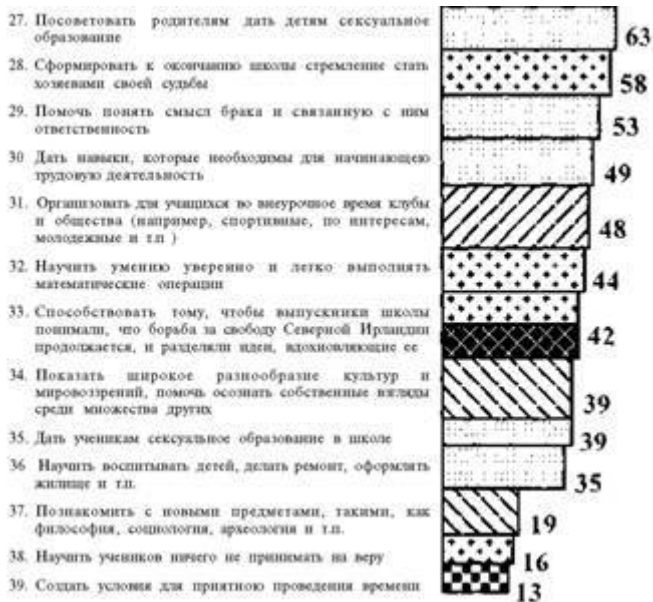 27. Посоветовать родителям дать детям сексуальное
образование
63
28. Сформировать к окончанию школы стремление стать
хозяевами своей судьбы
58
29. Помочь понять смысл брака и связанную с ним
ответственность
53
30 Дать навыки, которые необходимы для начинающею
трудовую деятельность
49
31. Организовать для учащихся во внеурочное время клубы
и общества (например, спортивные, по интересам,
молодежные и т.п )
48
32. Научить умению уверенно и легко выполнять
математические операции
44
33. Способствовать тому, чтобы выпускники школы
понимали, что борьба за свободу Северной Ирландии
продолжается, и разделяли идеи, вдохновляющие ее
42
34. Показать широкое разнообразие культур и
мировоззрений, помочь осознать собственные взгляды
среди множества других
39
35. Дать ученикам сексуальное образование в школе
39
36 Научить воспитывать детей, делать ремонт, оформлять
жилище и т.п.
35
37. Познакомить с новыми предметами, такими, как
философия, социология, археология и т.п.
19
38. Научить учеников ничего не принимать на веру
16
39. Создать условия для приятною проведения времени
13